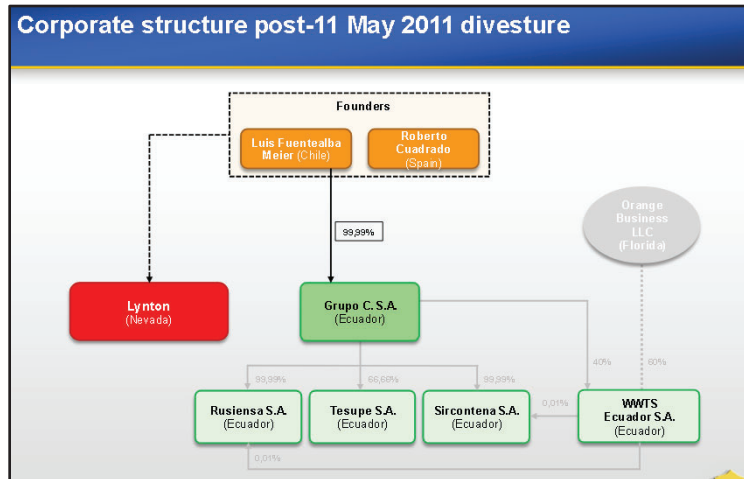 Corporate structure post-11 May 2011 divesture
Founders
Luis Fuentealba
Meier (Chile)
Roberto
Cuadrado
(Spain)
Orange
Business
LLC
(Florida)
99,99%
Lynton
(Nevada)
Grupo C.S.A.
(Ecuador)
40%
60%
99,99%
66,66%
99,99%
0,01%
Rusiensa S.A.
(Ecuador)
Tesupe S.A.
(Ecuador)
Sircontena S.A.
(Ecuador)
WWTS
Ecuador S.A.
(Ecuador)
0,01%